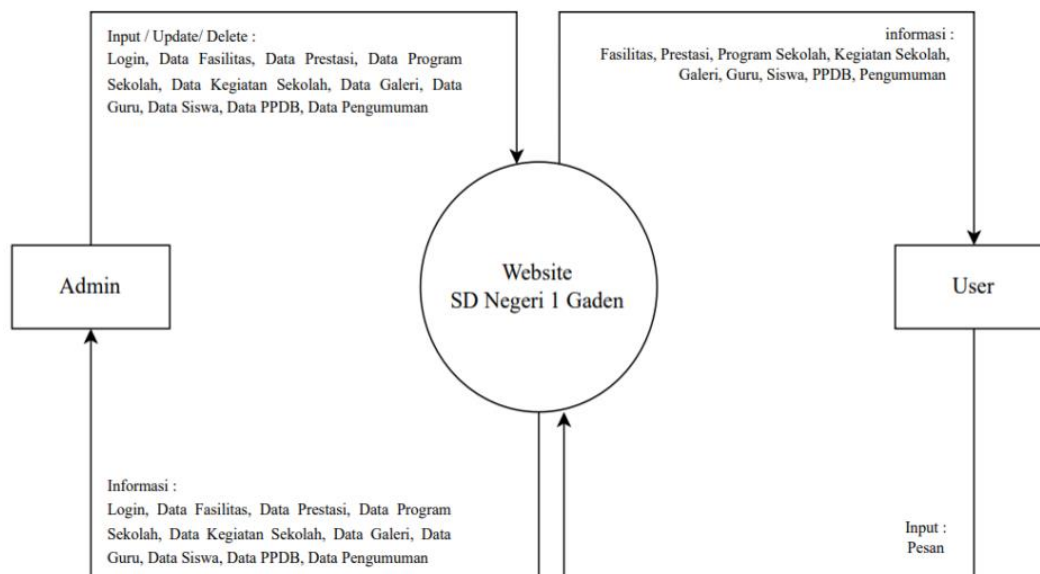 Input / Update/ Delete :
Login, Data Fasilitas, Data Prestasi, Data Program
Sekolah, Data Kegiatan Sekolah, Data Galeri, Data
Guru, Data Siswa, Data PPDB, Data Pengumuman
informasi :
Fasilitas, Prestasi, Program Sekolah, Kegiatan Sekolah,
Galeri, Guru, Siswa, PPDB, Pengumuman
Admin
Website
SD Negeri 1 Gaden
User
Informasi :
Login, Data Fasilitas, Data Prestasi, Data Program
Sekolah, Data Kegiatan Sekolah, Data Galeri, Data
Guru, Data Siswa, Data PPDB, Data Pengumuman
Input :
Pesan